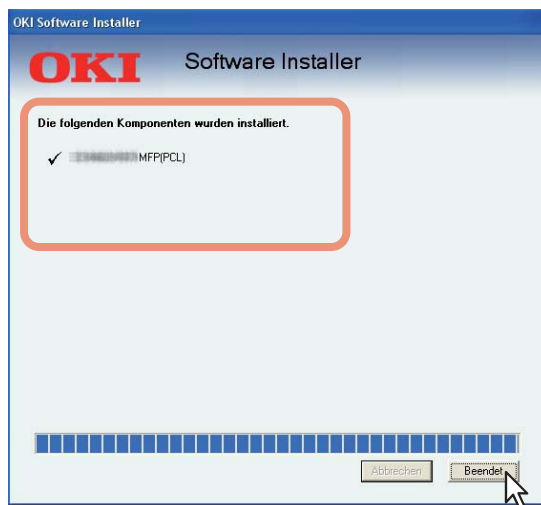 OKI Software Installer
OKI Software Installer
Die folgenden Komponenten wurden installiert.
✓ MFP(PCL)
Abbrechen Beendet